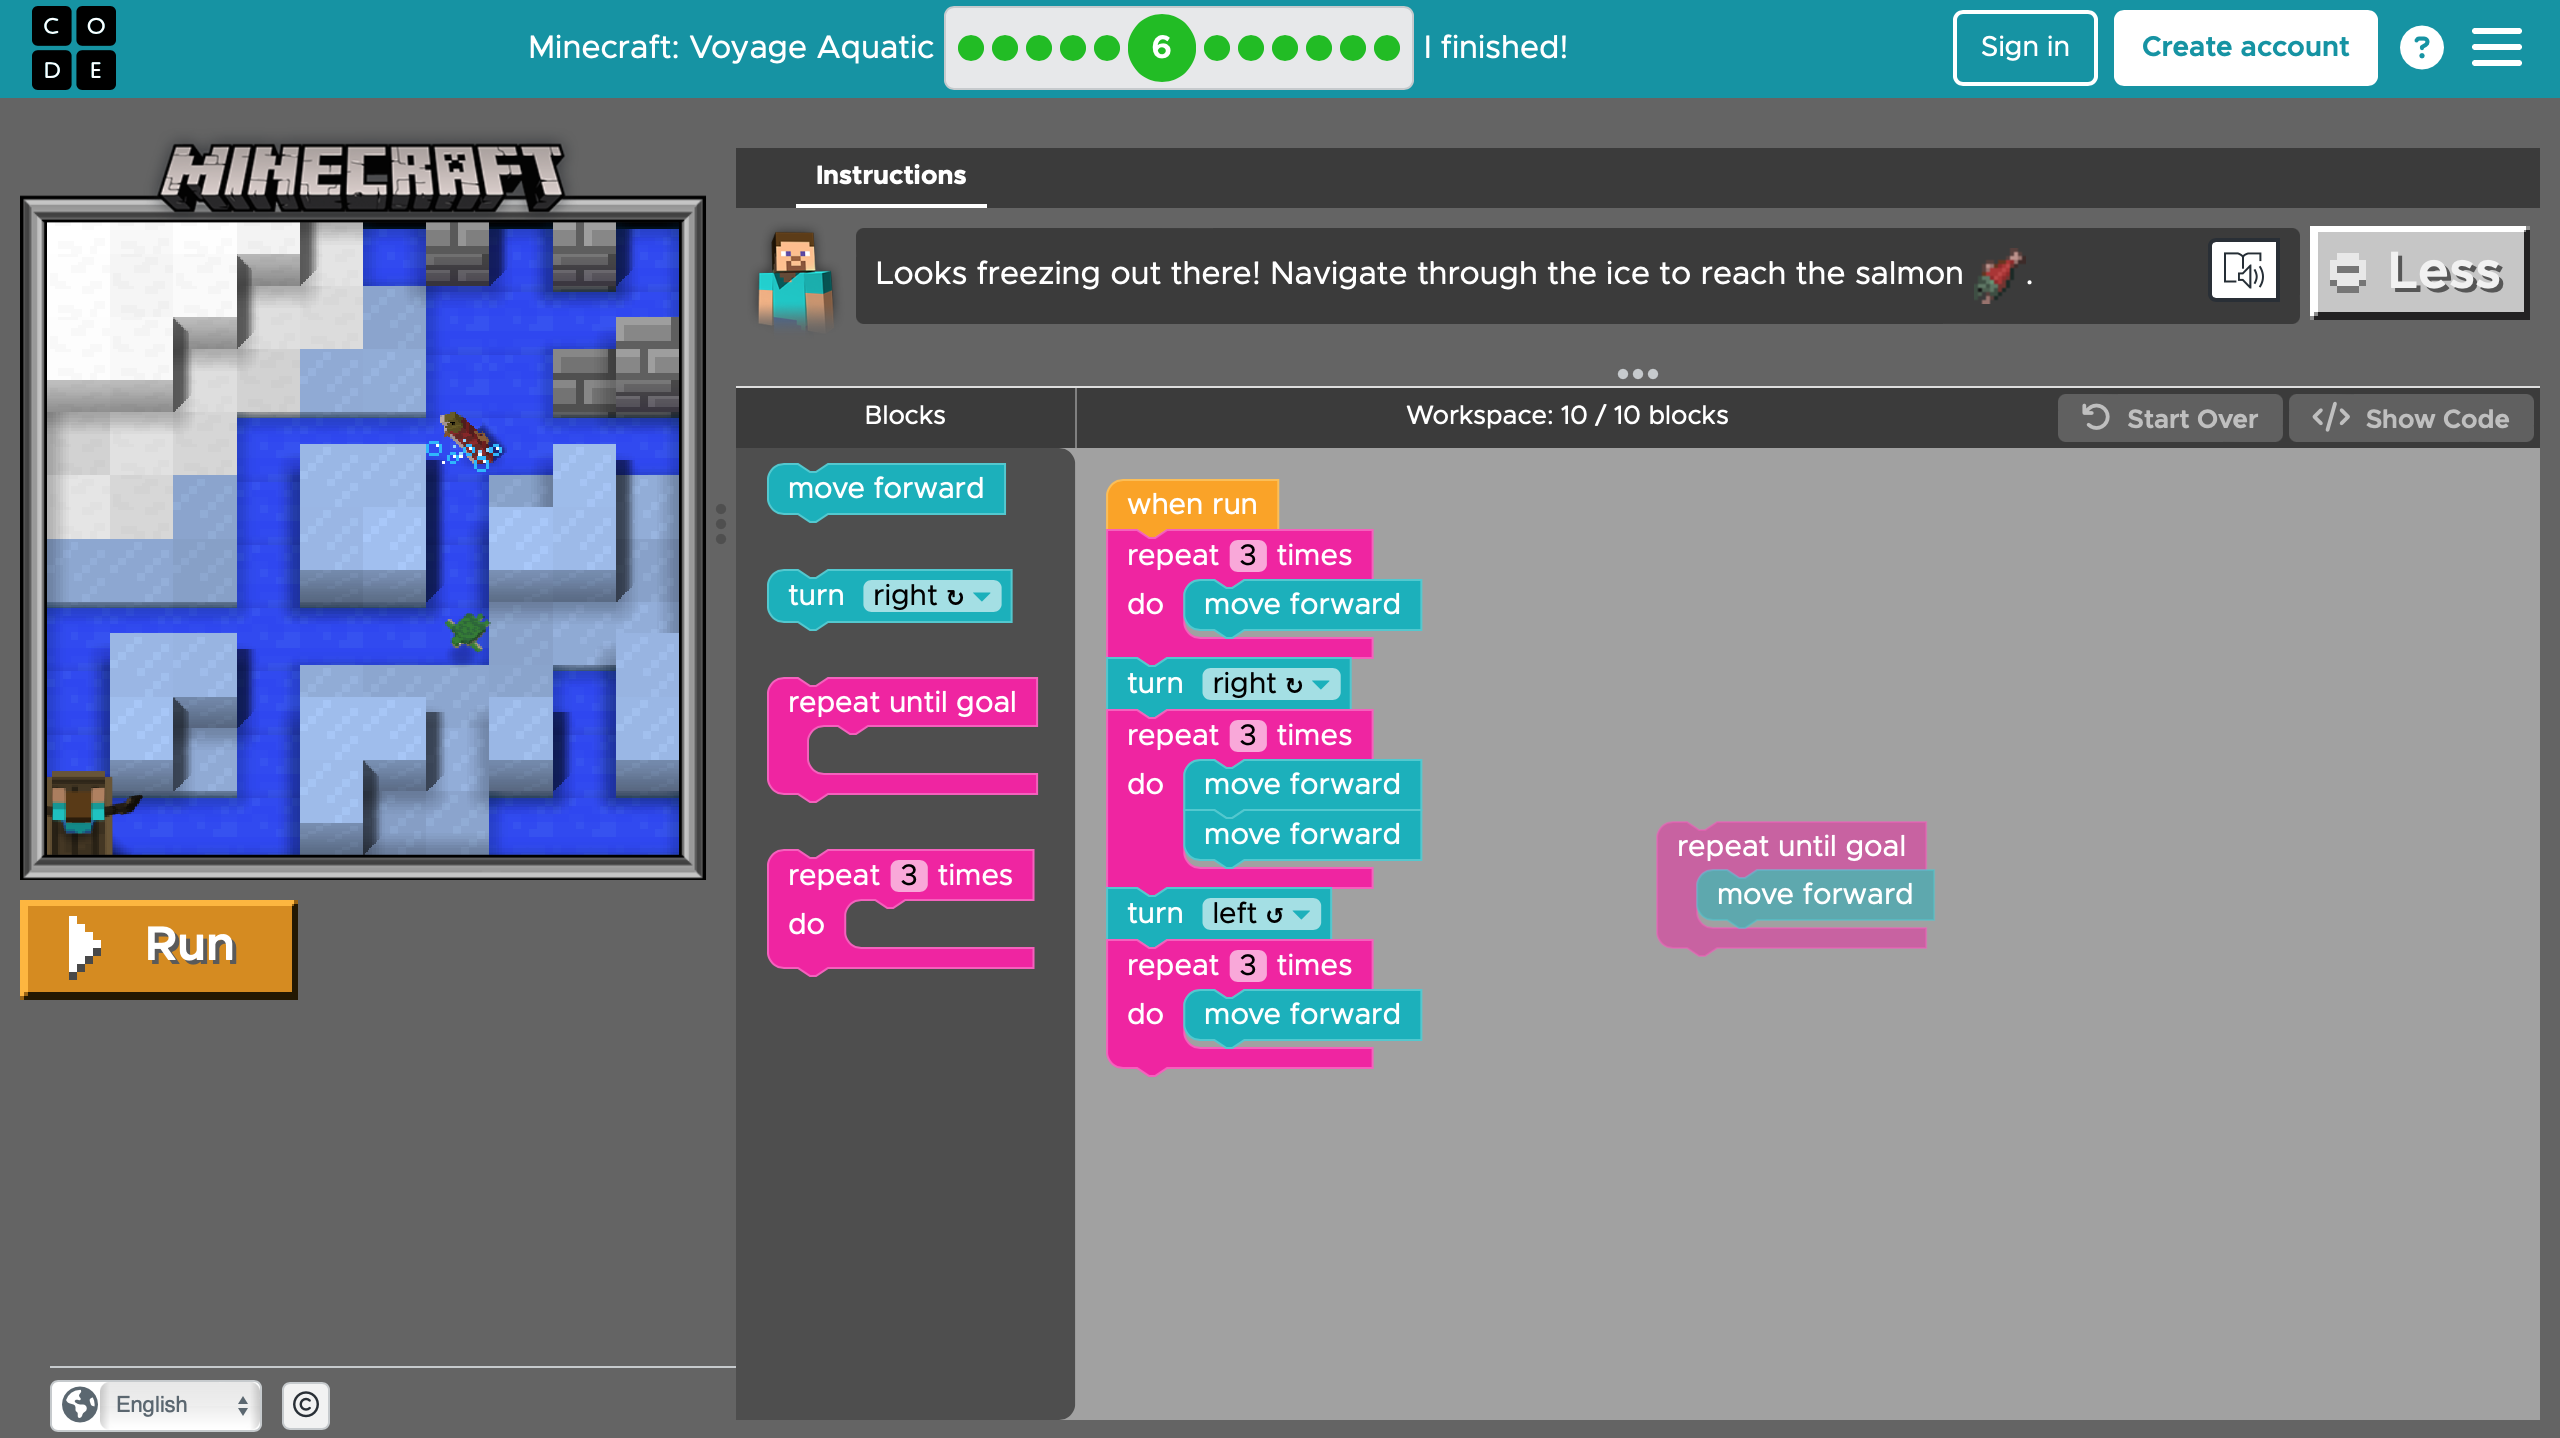 C O
D E
Minecraft: Voyage Aquatic
6
I finished!
Sign in
Create account
?
MINECRAFT
Instructions
Looks freezing out there! Navigate through the ice to reach the salmon .
Less
Blocks
Workspace: 10 / 10 blocks
Start Over
</> Show Code
move forward
turn right ↻
repeat until goal
repeat 3 times
do
when run
repeat 3 times
do move forward
turn right ↻
repeat 3 times
do move forward
move forward
turn left ↺
repeat 3 times
do move forward
repeat until goal
move forward
Run
English
©